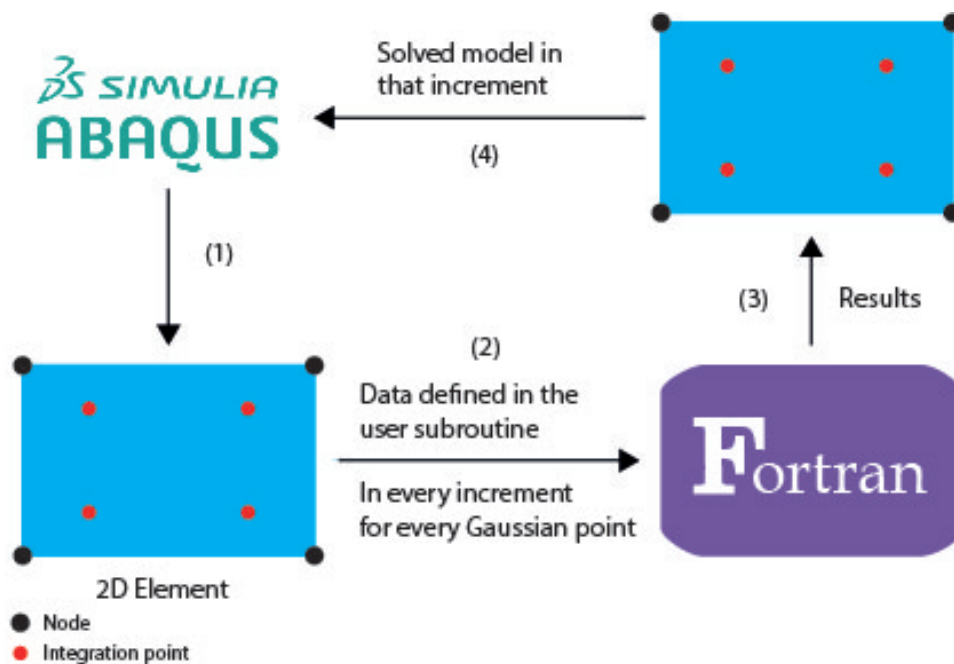 SIMULIA
ABAQUS
Solved model in
that increment
(4)
(1)
(2)
Data defined in the
user subroutine
In every increment
for every Gaussian point
(3)
Results
Fortran
2D Element
Node
Integration point